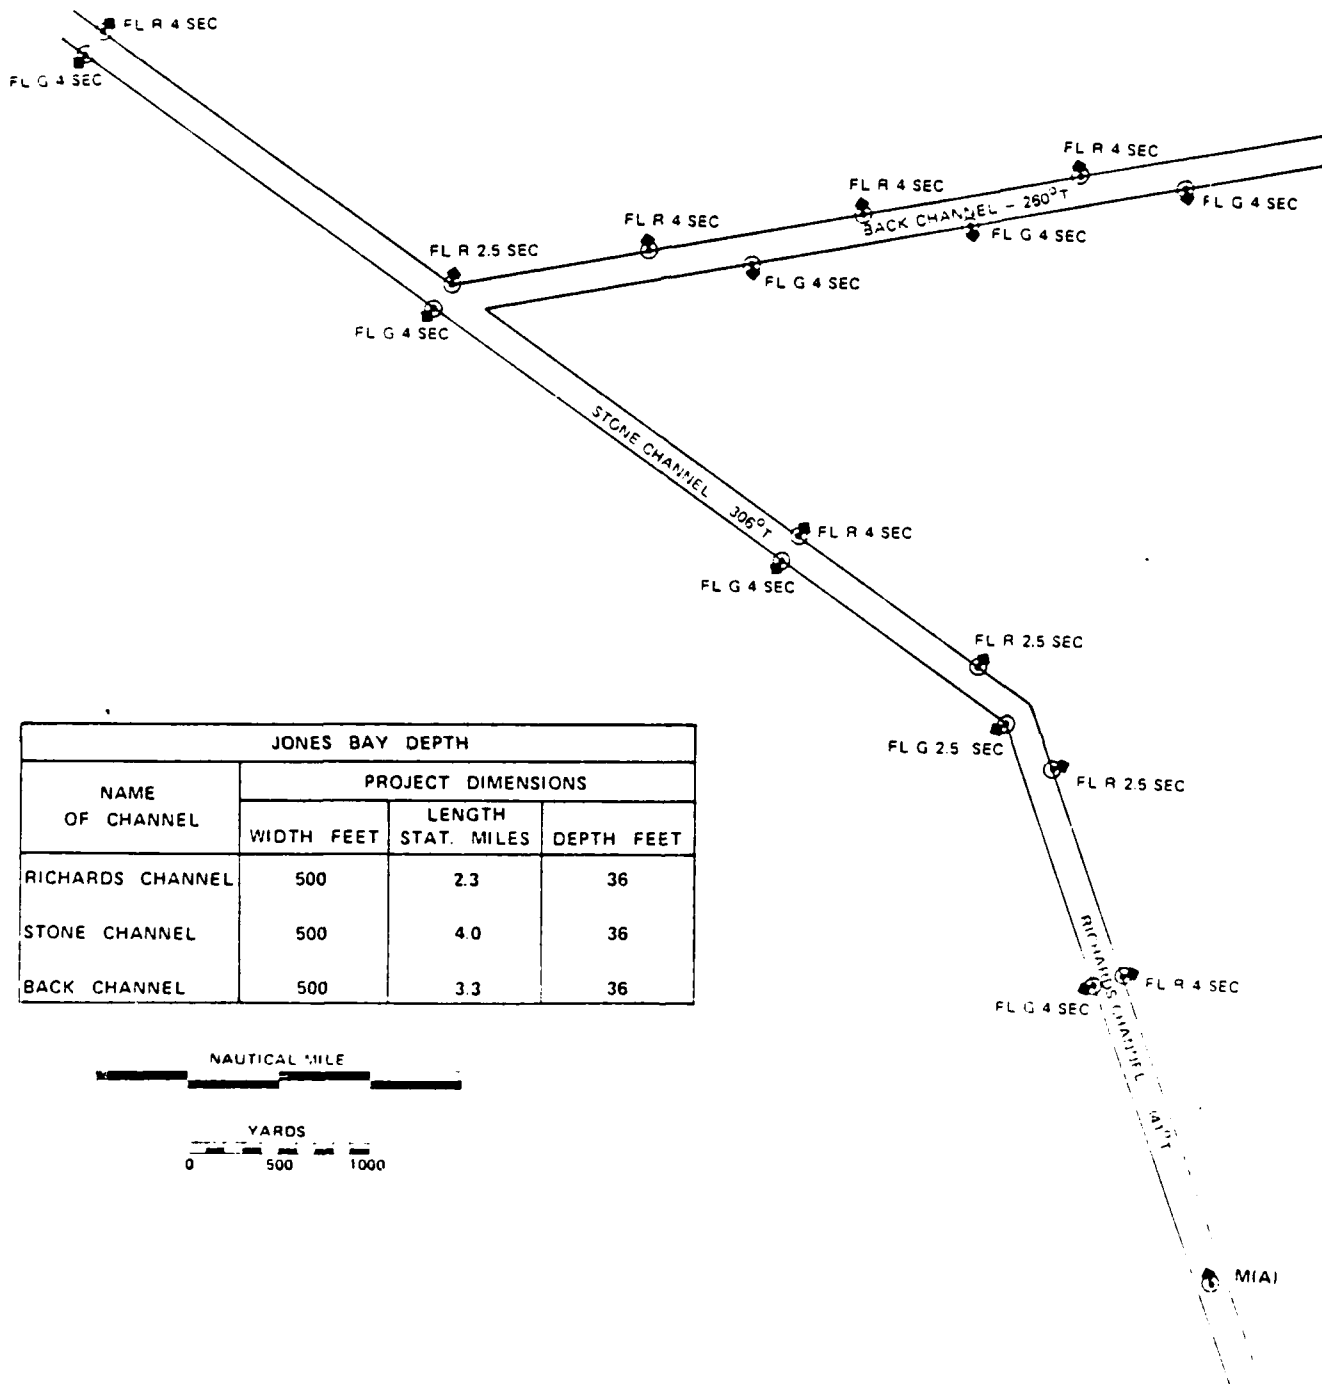 FL R 4 SEC
FL G 4 SEC
FL R 4 SEC
FL R 4 SEC
FL G 4 SEC
FL R 4 SEC
BACK CHANNEL - 260°T
FL G 4 SEC
FL R 2.5 SEC
FL G 4 SEC
FL G 4 SEC
STONE CHANNEL 306°T
FL R 4 SEC
FL G 4 SEC
FL R 2.5 SEC
FL G 2.5 SEC
FL R 2.5 SEC
JONES BAY DEPTH
NAME OF CHANNEL
PROJECT DIMENSIONS
WIDTH FEET
LENGTH STAT. MILES
DEPTH FEET
RICHARDS CHANNEL 500 2.3 36
STONE CHANNEL 500 4.0 36
BACK CHANNEL 500 3.3 36
RICHARDS CHANNEL
FL R 4 SEC
FL G 4 SEC
NAUTICAL MILE
YARDS
0 500 1000
M(A)